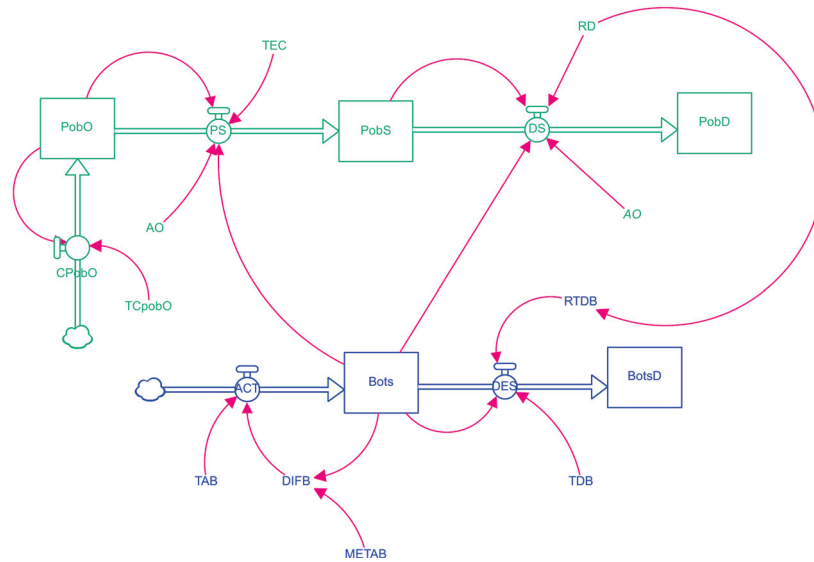 RD
TEC
PobO
PS
PobS
DS
PobD
AO
AO
CPobO
TCpobO
RTDB
ACT
Bots
DES
BotsD
TAB
DIFB
TDB
METAB